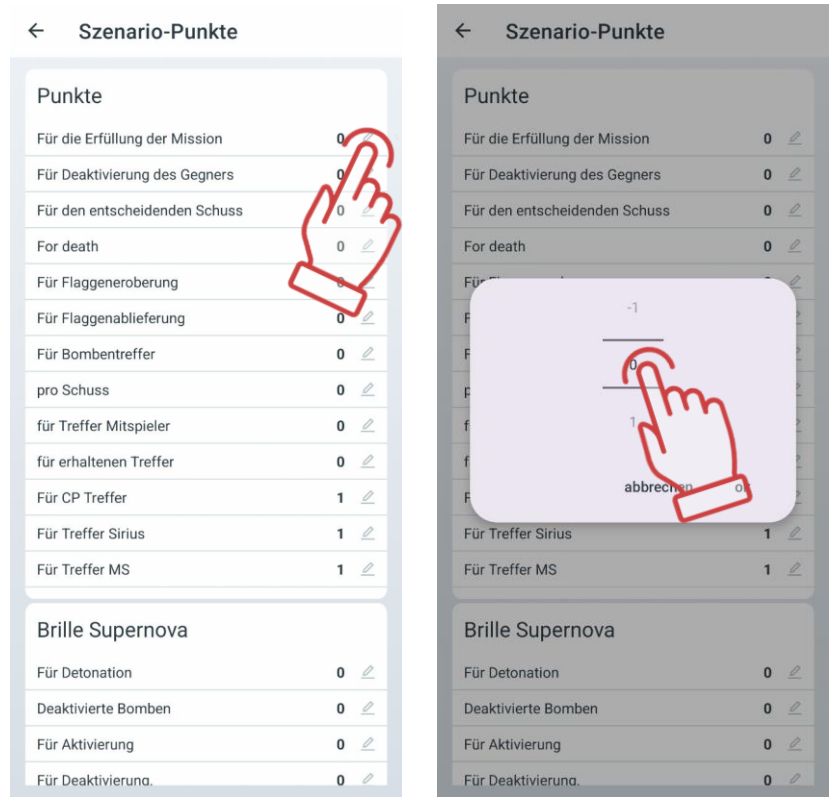 Szenario-Punkte
Punkte
Für die Erfüllung der Mission 0
Für Deaktivierung des Gegners 0
Für den entscheidenden Schuss 0
For death 0
Für Flaggeneroberung 0
Für Flaggenablieferung 0
Für Bombentreffer 0
pro Schuss 0
für Treffer Mitspieler 0
für erhaltenen Treffer 0
Für CP Treffer 1
Für Treffer Sirius 1
Für Treffer MS 1
Brille Supernova
Für Detonation 0
Deaktivierte Bomben 0
Für Aktivierung 0
Für Deaktivierung. 0
Szenario-Punkte
Punkte
Für die Erfüllung der Mission 0
Für Deaktivierung des Gegners 0
Für den entscheidenden Schuss 0
For death 0
-1
0
1
abbrechen ok
Für Treffer Sirius 1
Für Treffer MS 1
Brille Supernova
Für Detonation 0
Deaktivierte Bomben 0
Für Aktivierung 0
Für Deaktivierung. 0